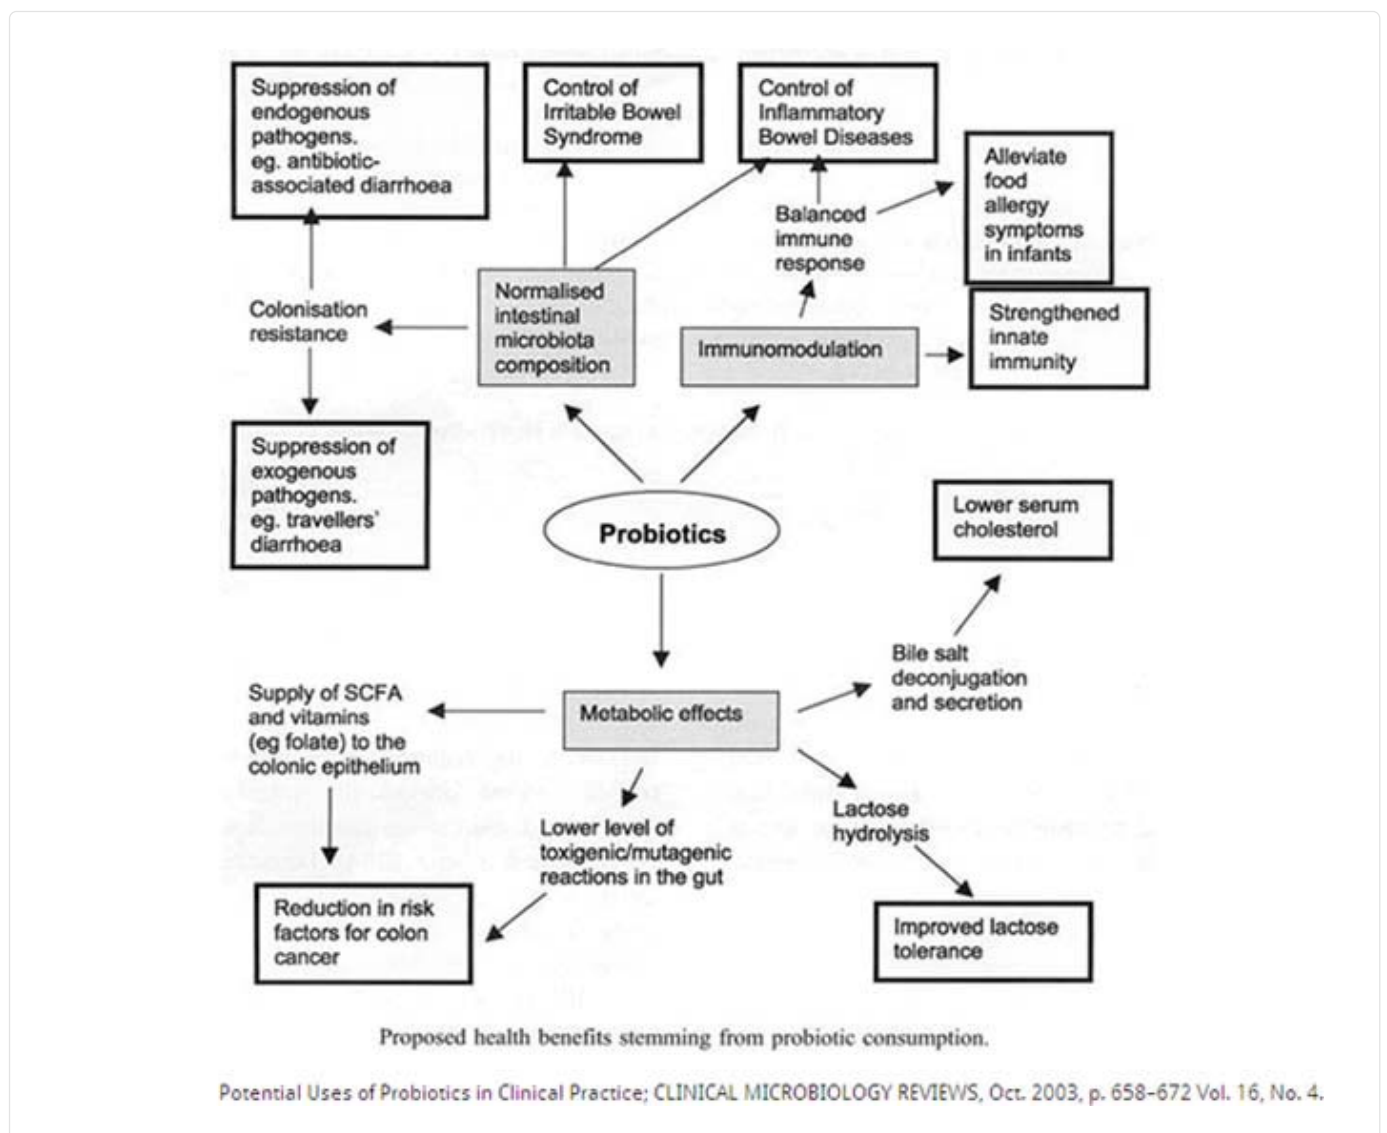 Suppression of
endogenous
pathogens.
eg. antibiotic-
associated diarrhoea
Control of
Irritable Bowel
Syndrome
Control of
Inflammatory
Bowel Diseases
Alleviate
food
allergy
symptoms
in infants
Balanced
immune
response
Colonisation
resistance
Normalised
intestinal
microbiota
composition
Immunomodulation
Strengthened
innate
immunity
Suppression of
exogenous
pathogens.
eg. travellers'
diarrhoea
Probiotics
Lower serum
cholesterol
Bile salt
deconjugation
and secretion
Supply of SCFA
and vitamins
(eg folate) to the
colonic epithelium
Metabolic effects
Lactose
hydrolysis
Lower level of
toxigenic/mutagenic
reactions in the gut
Reduction in risk
factors for colon
cancer
Improved lactose
tolerance
Proposed health benefits stemming from probiotic consumption.
Potential Uses of Probiotics in Clinical Practice; CLINICAL MICROBIOLOGY REVIEWS, Oct. 2003, p. 658–672 Vol. 16, No. 4.